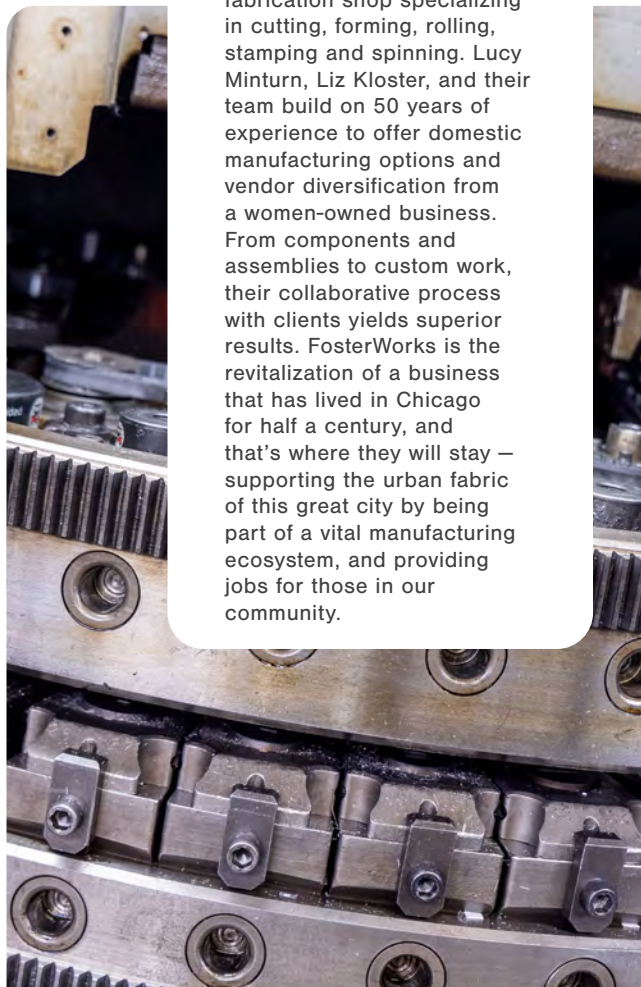 fabrication shop specializing
in cutting, forming, rolling,
stamping and spinning. Lucy
Minturn, Liz Kloster, and their
team build on 50 years of
experience to offer domestic
manufacturing options and
vendor diversification from
a women-owned business.
From components and
assemblies to custom work,
their collaborative process
with clients yields superior
results. FosterWorks is the
revitalization of a business
that has lived in Chicago
for half a century, and
that’s where they will stay —
supporting the urban fabric
of this great city by being
part of a vital manufacturing
ecosystem, and providing
jobs for those in our
community.